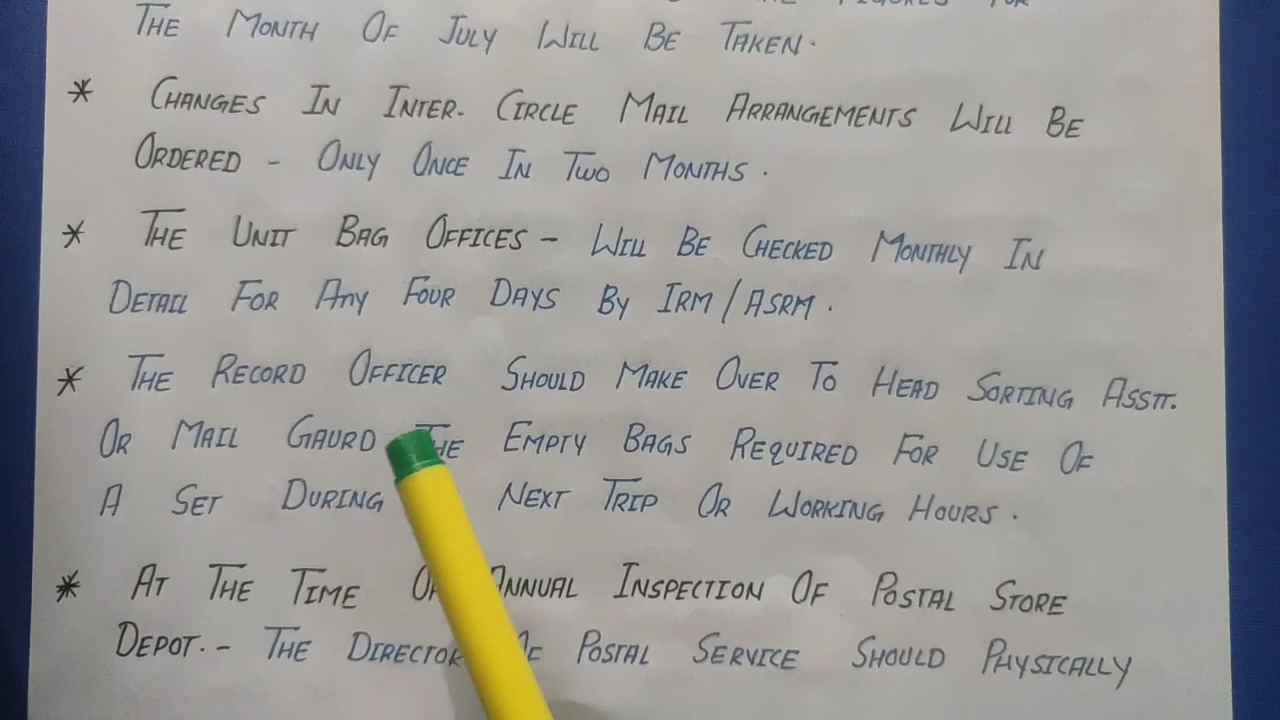 THE MONTH OF JULY WILL BE TAKEN.
* CHANGES IN INTER- CIRCLE MAIL ARRANGEMENTS WILL BE
ORDERED - ONLY ONCE IN TWO MONTHS.
* THE UNIT BAG OFFICES - WILL BE CHECKED MONTHLY IN
DETAIL FOR ANY FOUR DAYS BY IRM/ASRM.
* THE RECORD OFFICER SHOULD MAKE OVER TO HEAD SORTING ASSTT.
OR MAIL GAURD THE EMPTY BAGS REQUIRED FOR USE OF
A SET DURING NEXT TRIP OR WORKING HOURS.
* AT THE TIME OF ANNUAL INSPECTION OF POSTAL STORE
DEPOT. - THE DIRECTOR OF POSTAL SERVICE SHOULD PHYSICALLY